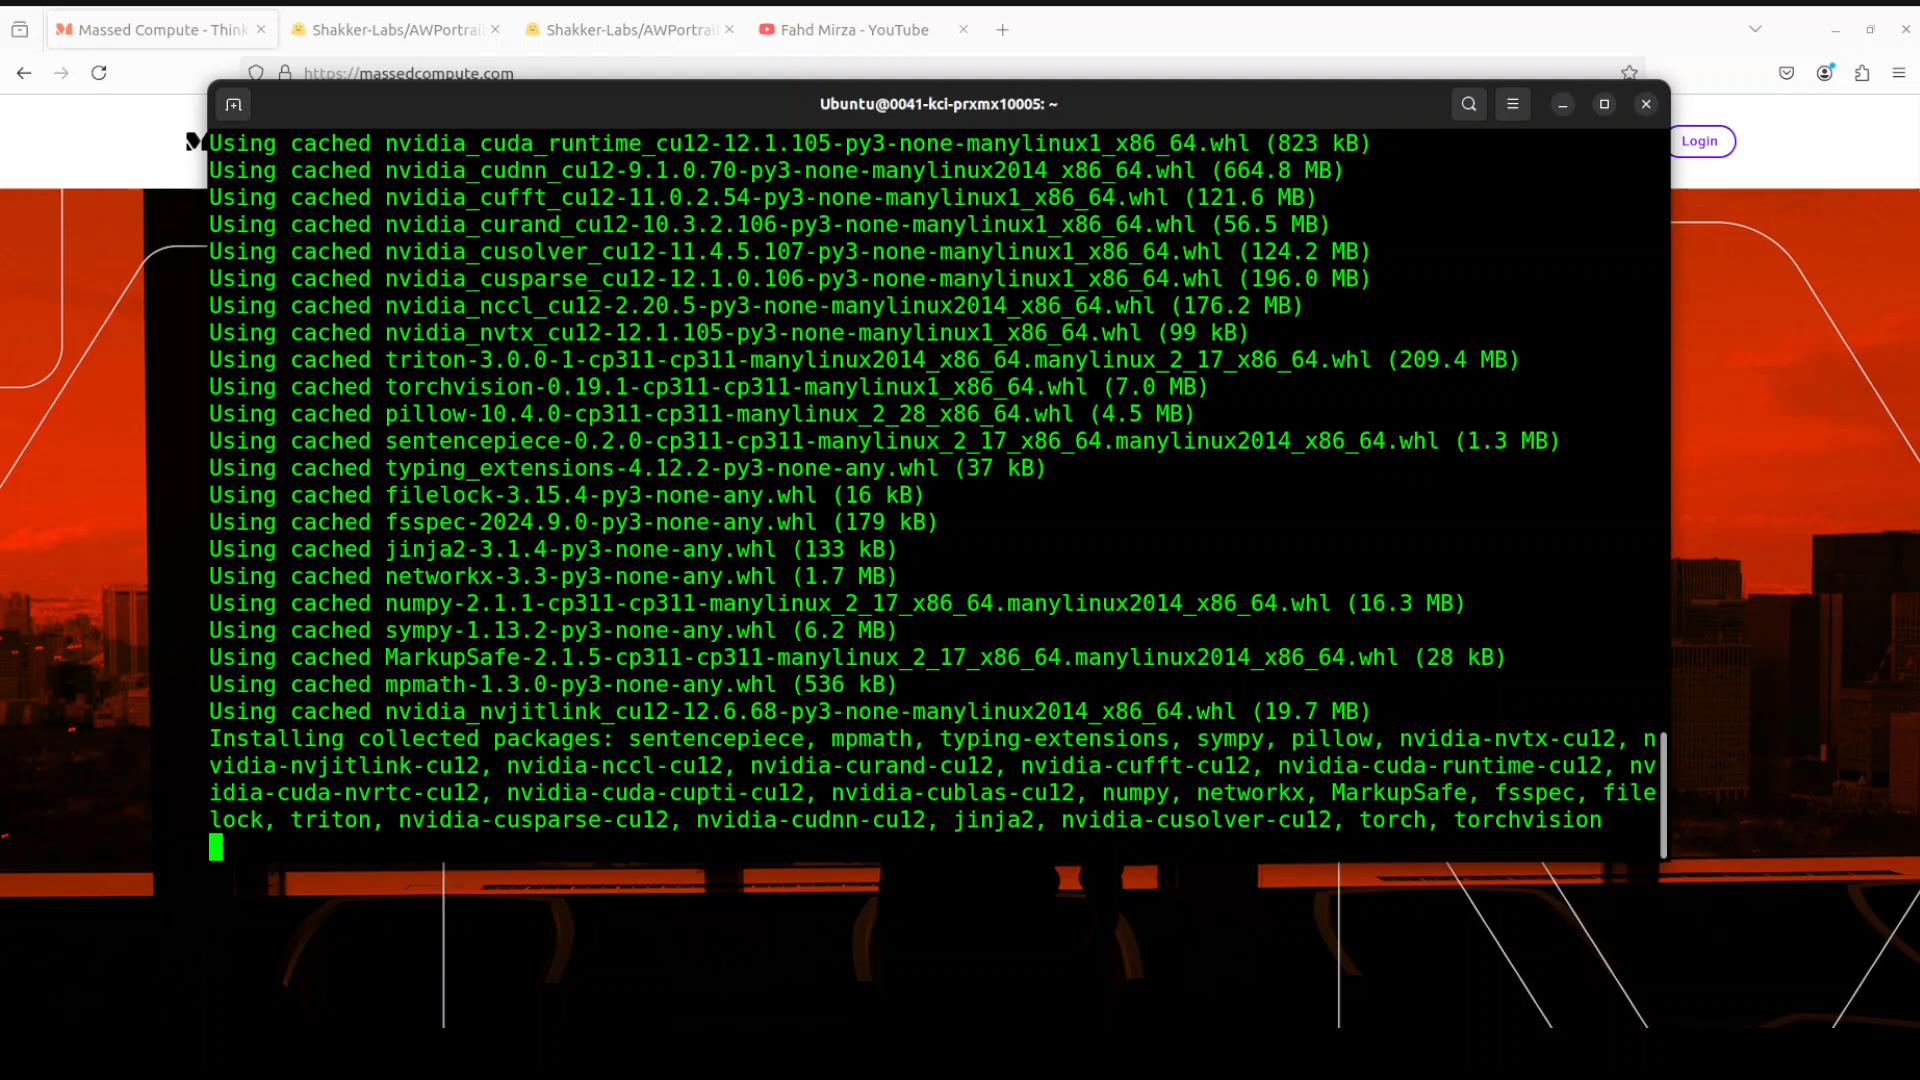 Massed Compute - Think
Shakker-Labs/AWPortrai
Shakker-Labs/AWPortrai
Fahd Mirza - YouTube
https://massedcompute.com
Ubuntu@0041-kci-prxmx10005: ~
Login
Using cached nvidia_cuda_runtime_cu12-12.1.105-py3-none-manylinux1_x86_64.whl (823 kB)
Using cached nvidia_cudnn_cu12-9.1.0.70-py3-none-manylinux2014_x86_64.whl (664.8 MB)
Using cached nvidia_cufft_cu12-11.0.2.54-py3-none-manylinux1_x86_64.whl (121.6 MB)
Using cached nvidia_curand_cu12-10.3.2.106-py3-none-manylinux1_x86_64.whl (56.5 MB)
Using cached nvidia_cusolver_cu12-11.4.5.107-py3-none-manylinux1_x86_64.whl (124.2 MB)
Using cached nvidia_cusparse_cu12-12.1.0.106-py3-none-manylinux1_x86_64.whl (196.0 MB)
Using cached nvidia_nccl_cu12-2.20.5-py3-none-manylinux2014_x86_64.whl (176.2 MB)
Using cached nvidia_nvtx_cu12-12.1.105-py3-none-manylinux1_x86_64.whl (99 kB)
Using cached triton-3.0.0-1-cp311-cp311-manylinux2014_x86_64.manylinux_2_17_x86_64.whl (209.4 MB)
Using cached torchvision-0.19.1-cp311-cp311-manylinux1_x86_64.whl (7.0 MB)
Using cached pillow-10.4.0-cp311-cp311-manylinux_2_28_x86_64.whl (4.5 MB)
Using cached sentencepiece-0.2.0-cp311-cp311-manylinux_2_17_x86_64.manylinux2014_x86_64.whl (1.3 MB)
Using cached typing_extensions-4.12.2-py3-none-any.whl (37 kB)
Using cached filelock-3.15.4-py3-none-any.whl (16 kB)
Using cached fsspec-2024.9.0-py3-none-any.whl (179 kB)
Using cached jinja2-3.1.4-py3-none-any.whl (133 kB)
Using cached networkx-3.3-py3-none-any.whl (1.7 MB)
Using cached numpy-2.1.1-cp311-cp311-manylinux_2_17_x86_64.manylinux2014_x86_64.whl (16.3 MB)
Using cached sympy-1.13.2-py3-none-any.whl (6.2 MB)
Using cached MarkupSafe-2.1.5-cp311-cp311-manylinux_2_17_x86_64.manylinux2014_x86_64.whl (28 kB)
Using cached mpmath-1.3.0-py3-none-any.whl (536 kB)
Using cached nvidia_nvjitlink_cu12-12.6.68-py3-none-manylinux2014_x86_64.whl (19.7 MB)
Installing collected packages: sentencepiece, mpmath, typing-extensions, sympy, pillow, nvidia-nvtx-cu12, n
vidia-nvjitlink-cu12, nvidia-nccl-cu12, nvidia-curand-cu12, nvidia-cufft-cu12, nvidia-cuda-runtime-cu12, nv
idia-cuda-nvrtc-cu12, nvidia-cuda-cupti-cu12, nvidia-cublas-cu12, numpy, networkx, MarkupSafe, fsspec, file
lock, triton, nvidia-cusparse-cu12, nvidia-cudnn-cu12, jinja2, nvidia-cusolver-cu12, torch, torchvision